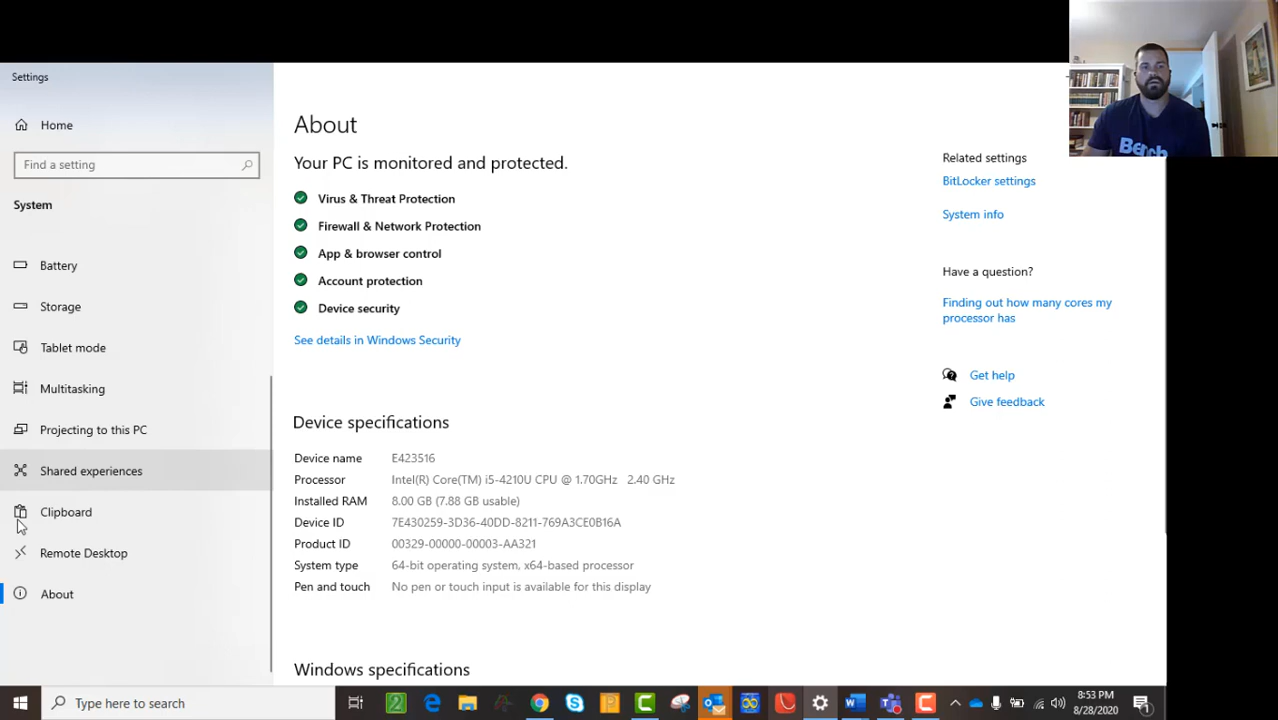 Settings
Home
Find a setting
System
Battery
Storage
Tablet mode
Multitasking
Projecting to this PC
Shared experiences
Clipboard
Remote Desktop
About
About
Your PC is monitored and protected.
Virus & Threat Protection
Firewall & Network Protection
App & browser control
Account protection
Device security
See details in Windows Security
Device specifications
Device name E423516
Processor Intel(R) Core(TM) i5-4210U CPU @ 1.70GHz 2.40 GHz
Installed RAM 8.00 GB (7.88 GB usable)
Device ID 7E430259-3D36-40DD-8211-769A3CE0B16A
Product ID 00329-00000-00003-AA321
System type 64-bit operating system, x64-based processor
Pen and touch No pen or touch input is available for this display
Windows specifications
Related settings
BitLocker settings
System info
Have a question?
Finding out how many cores my
processor has
Get help
Give feedback
Bench
Type here to search
8:53 PM
8/28/2020